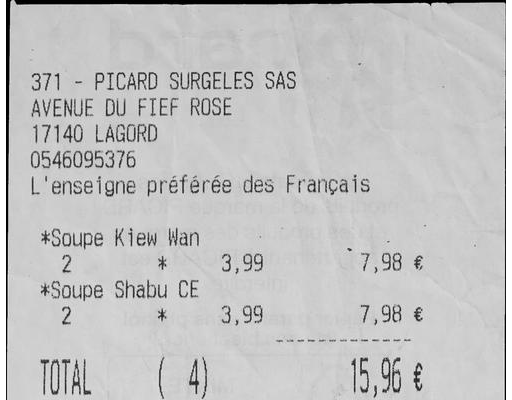 371 - PICARD SURGELES SAS
AVENUE DU FIEF ROSE
17140 LAGORD
0546095376
L'enseigne préférée des Français
*Soupe Kiew Wan
2 * 3,99 7,98 €
*Soupe Shabu CE
2 * 3,99 7,98 €
--------------
TOTAL ( 4) 15,96 €